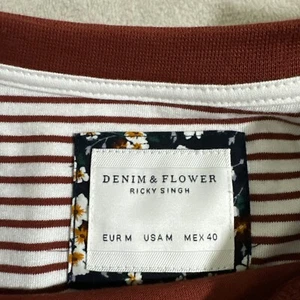 DENIM & FLOWER
RICKY SINGH
EUR M USA M MEX 40